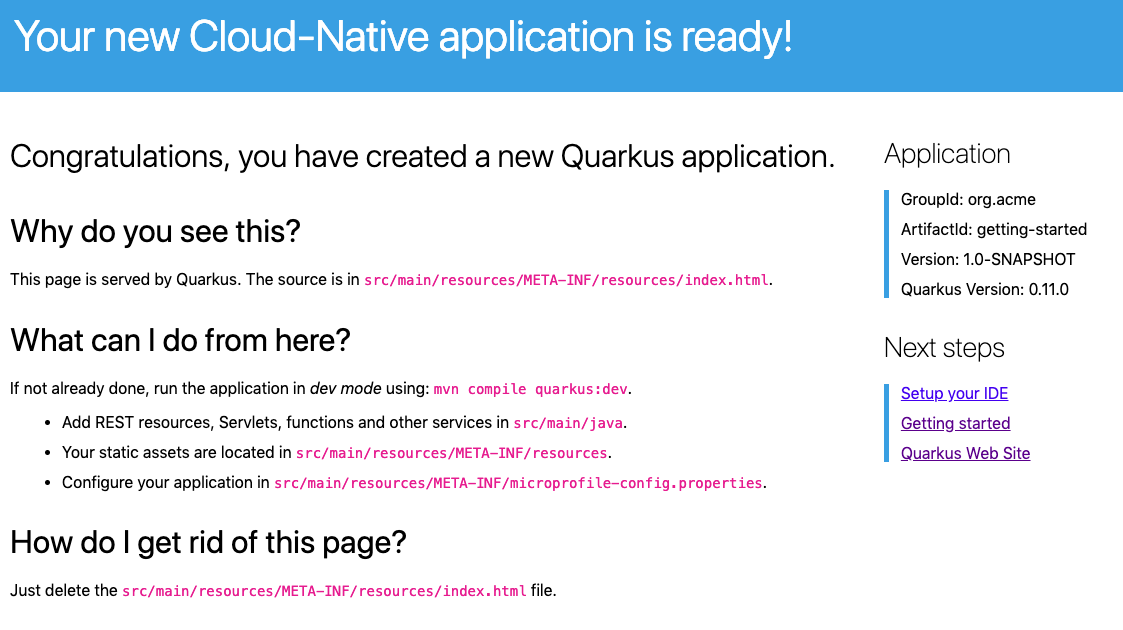 Your new Cloud-Native application is ready!
Congratulations, you have created a new Quarkus application.
Why do you see this?
This page is served by Quarkus. The source is in src/main/resources/META-INF/resources/index.html.
What can I do from here?
If not already done, run the application in dev mode using: mvn compile quarkus:dev.
• Add REST resources, Servlets, functions and other services in src/main/java.
• Your static assets are located in src/main/resources/META-INF/resources.
• Configure your application in src/main/resources/META-INF/microprofile-config.properties.
How do I get rid of this page?
Just delete the src/main/resources/META-INF/resources/index.html file.
Application
GroupId: org.acme
ArtifactId: getting-started
Version: 1.0-SNAPSHOT
Quarkus Version: 0.11.0
Next steps
Setup your IDE
Getting started
Quarkus Web Site